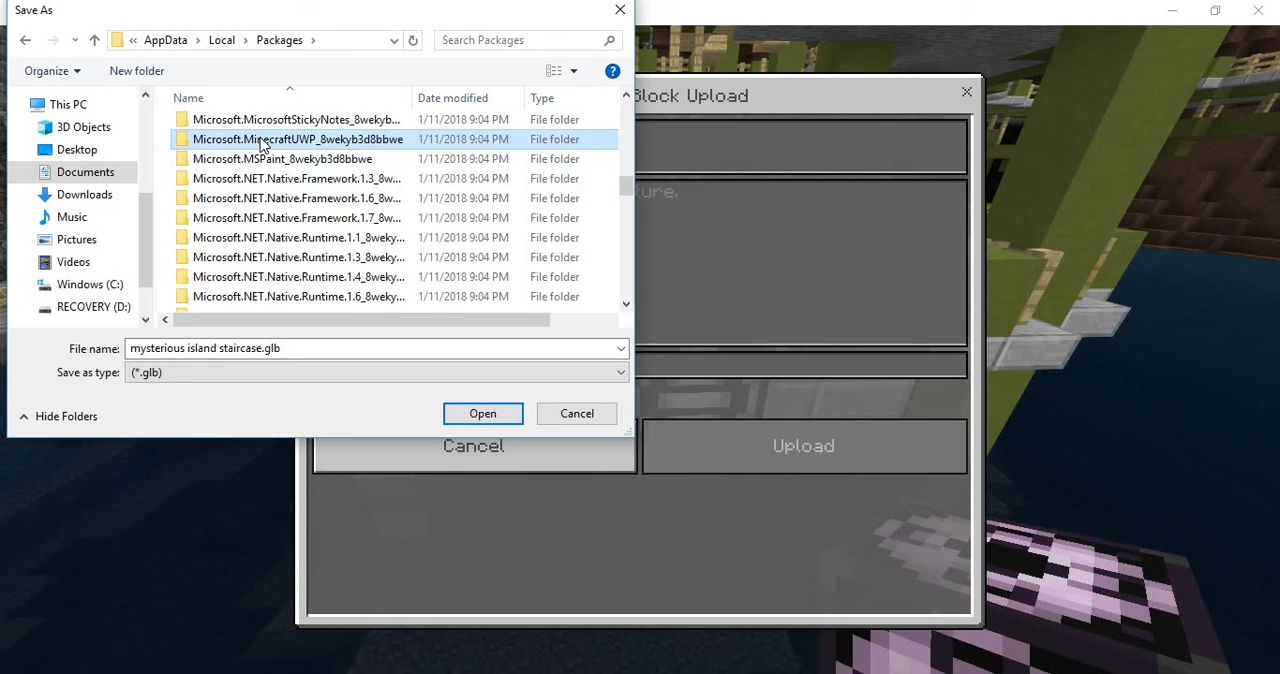 Save As
« AppData > Local > Packages >
Search Packages
Organize
New folder
?
Name
Date modified
Type
This PC
3D Objects
Desktop
Documents
Downloads
Music
Pictures
Videos
Windows (C:)
RECOVERY (D:)
Microsoft.MicrosoftStickyNotes_8wekyb... 1/11/2018 9:04 PM File folder
Microsoft.MinecraftUWP_8wekyb3d8bbwe 1/11/2018 9:04 PM File folder
Microsoft.MSPaint_8wekyb3d8bbwe 1/11/2018 9:04 PM File folder
Microsoft.NET.Native.Framework.1.3_8w... 1/11/2018 9:04 PM File folder
Microsoft.NET.Native.Framework.1.6_8w... 1/11/2018 9:04 PM File folder
Microsoft.NET.Native.Framework.1.7_8w... 1/11/2018 9:04 PM File folder
Microsoft.NET.Native.Runtime.1.1_8weky... 1/11/2018 9:04 PM File folder
Microsoft.NET.Native.Runtime.1.3_8weky... 1/11/2018 9:04 PM File folder
Microsoft.NET.Native.Runtime.1.4_8weky... 1/11/2018 9:04 PM File folder
Microsoft.NET.Native.Runtime.1.6_8weky... 1/11/2018 9:04 PM File folder
File name: mysterious island staircase.glb
Save as type: (*.glb)
Hide Folders
Open
Cancel
Block Upload
ture.
Cancel
Upload